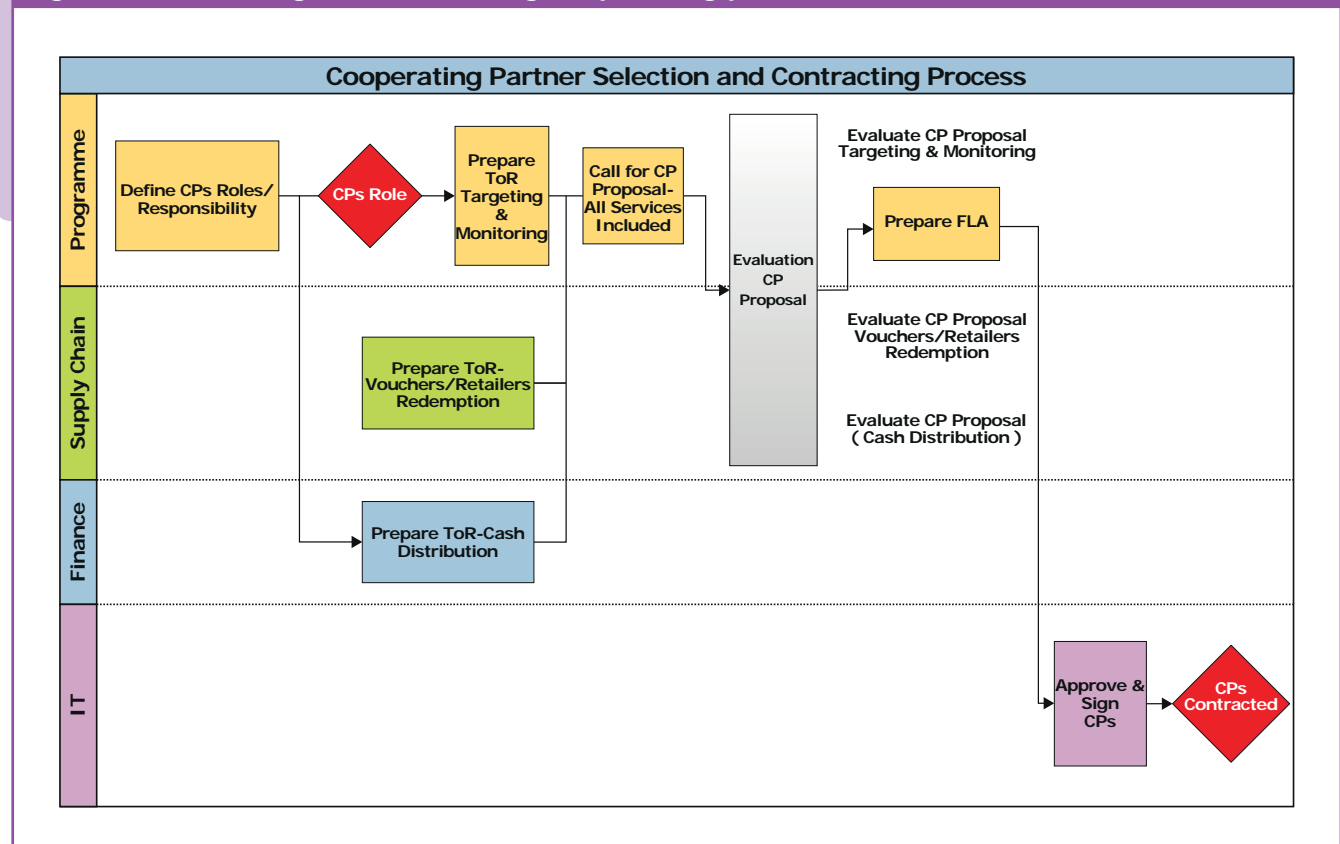 Cooperating Partner Selection and Contracting Process
Programme
Define CPs Roles/
Responsibility
CPs Role
Prepare
ToR
Targeting
&
Monitoring
Call for CP
Proposal-
All Services
Included
Evaluation
CP
Proposal
Evaluate CP Proposal
Targeting & Monitoring
Prepare FLA
Supply Chain
Prepare ToR-
Vouchers/Retailers
Redemption
Evaluate CP Proposal
Vouchers/Retailers
Redemption
Evaluate CP Proposal
( Cash Distribution )
Finance
Prepare ToR-Cash
Distribution
IT
Approve &
Sign
CPs
CPs
Contracted